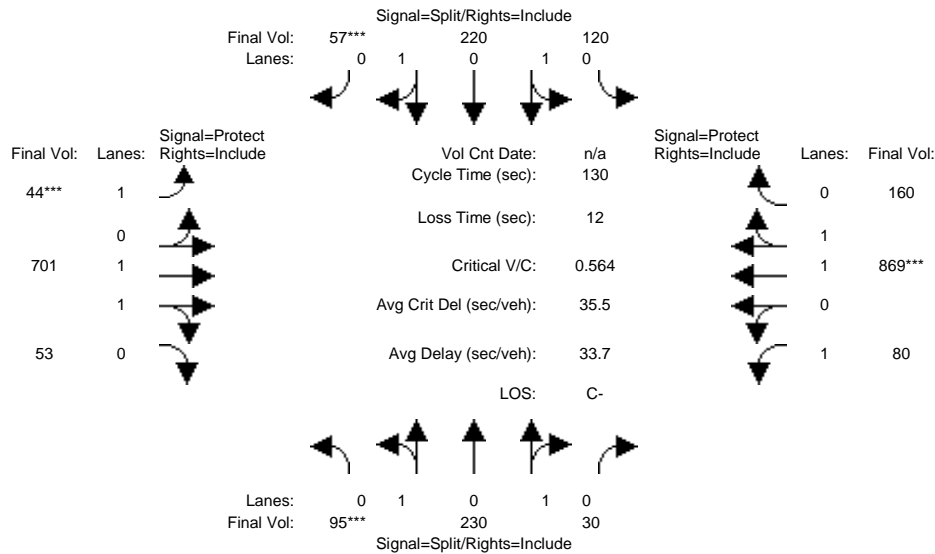 Signal=Split/Rights=Include
Final Vol: 57*** 220 120
Lanes: 0 1 0 1 0
Signal=Protect Signal=Protect
Final Vol: Lanes: Rights=Include Vol Cnt Date: n/a Rights=Include Lanes: Final Vol:
Cycle Time (sec): 130
44*** 1 0 160
Loss Time (sec): 12
0 1
701 1 Critical V/C: 0.564 1 869***
1 Avg Crit Del (sec/veh): 35.5 0
53 0 Avg Delay (sec/veh): 33.7 1 80
LOS: C-
Lanes: 0 1 0 1 0
Final Vol: 95*** 230 30
Signal=Split/Rights=Include